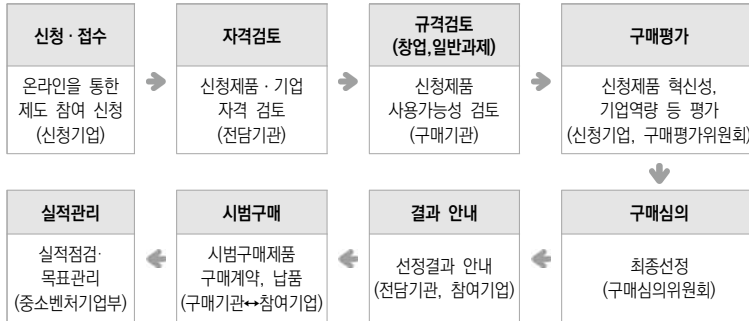 신청 · 접수
온라인을 통한
제도 참여 신청
(신청기업)
자격검토
신청제품 · 기업
자격 검토
(전담기관)
규격검토
(창업,일반과제)
신청제품
사용가능성 검토
(구매기관)
구매평가
신청제품 혁신성,
기업역량 등 평가
(신청기업, 구매평가위원회)
구매심의
최종선정
(구매심의위원회)
결과 안내
선정결과 안내
(전담기관, 참여기업)
시범구매
시범구매제품
구매계약, 납품
(구매기관↔참여기업)
실적관리
실적점검·
목표관리
(중소벤처기업부)